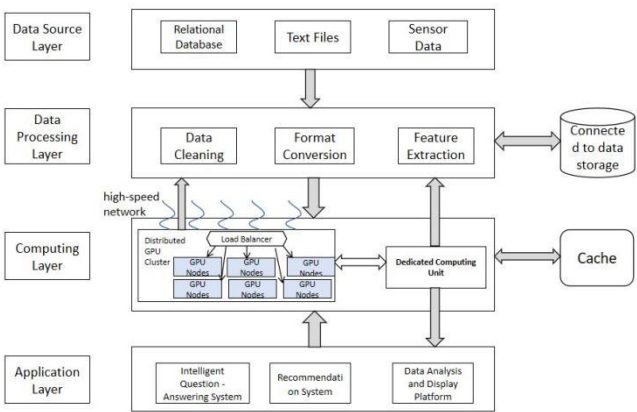 Data Source
Layer
Relational
Database
Text Files
Sensor
Data
Data
Processing
Layer
Data
Cleaning
Format
Conversion
Feature
Extraction
Connecte
d to data
storage
high-speed
network
Computing
Layer
Distributed
GPU
Cluster
Load Balancer
GPU
Nodes
GPU
Nodes
GPU
Nodes
GPU
Nodes
GPU
Nodes
GPU
Nodes
Dedicated Computing
Unit
Cache
Application
Layer
Intelligent
Question -
Answering System
Recommendati
on System
Data Analysis
and Display
Platform